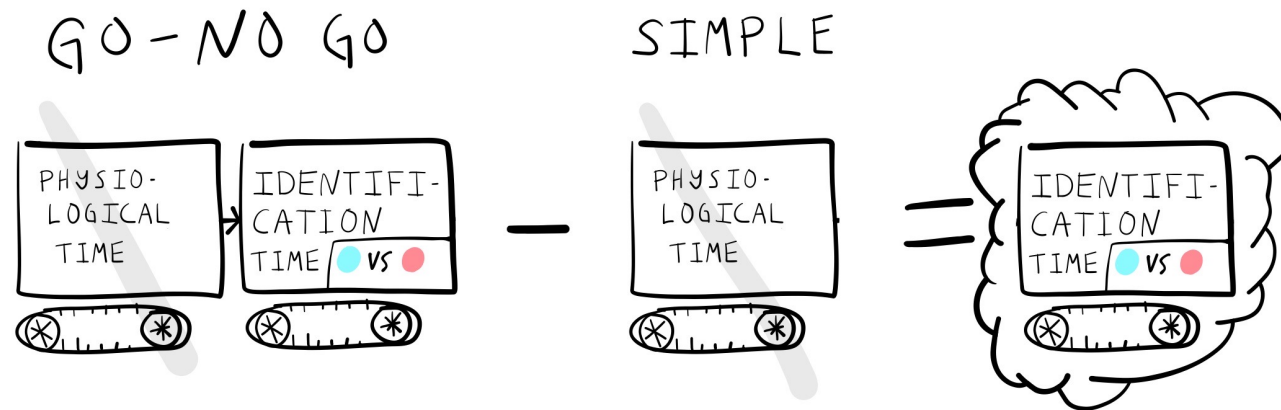 GO - NO GO
SIMPLE
PHYSIO-
LOGICAL
TIME
IDENTIFI-
CATION
TIME
VS
PHYSIO-
LOGICAL
TIME
IDENTIFI-
CATION
TIME
VS